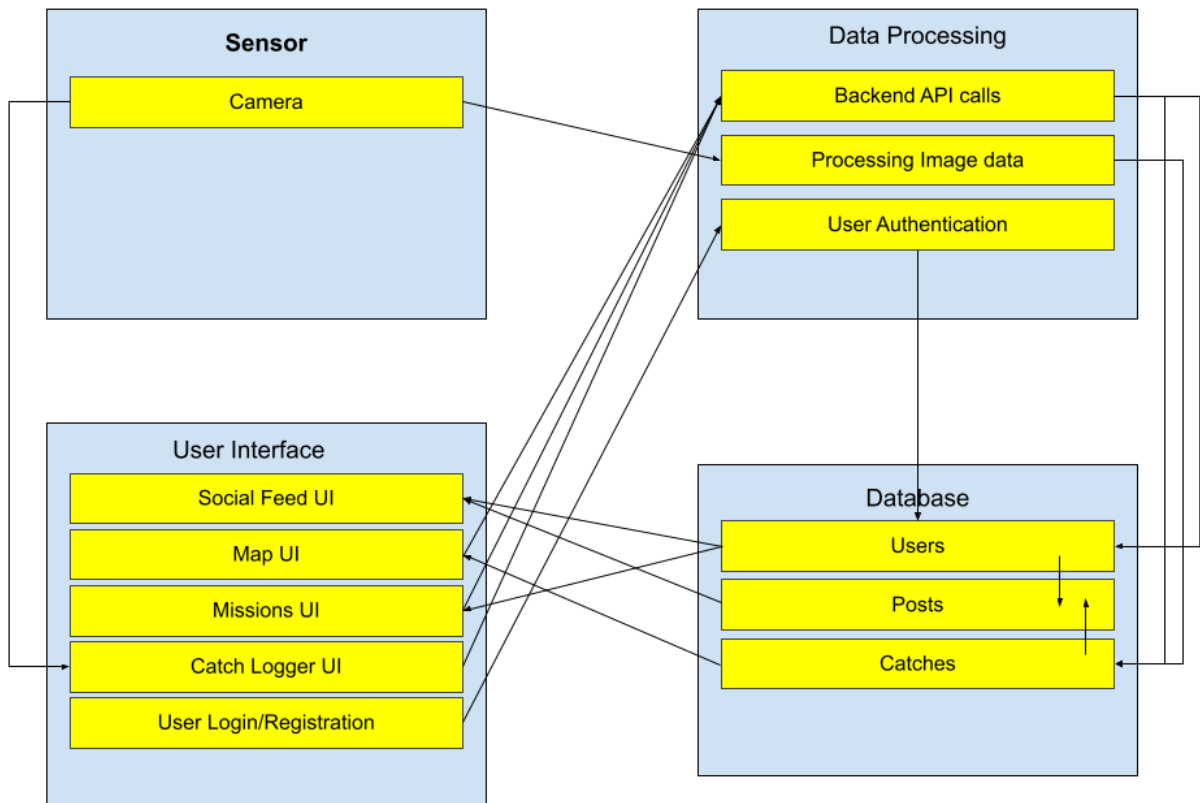 Sensor
Camera
Data Processing
Backend API calls
Processing Image data
User Authentication
User Interface
Social Feed UI
Map UI
Missions UI
Catch Logger UI
User Login/Registration
Database
Users
Posts
Catches